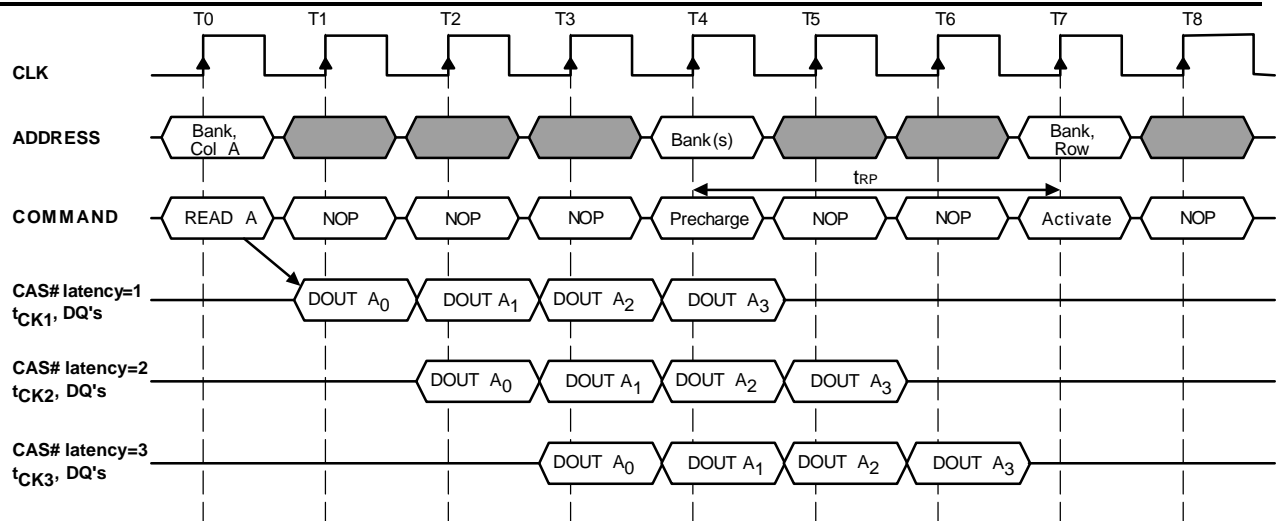 T0 T1 T2 T3 T4 T5 T6 T7 T8
CLK
ADDRESS
Bank,
Col A
Bank(s)
Bank,
Row
tRP
COMMAND READ A NOP NOP NOP Precharge NOP NOP Activate NOP
CAS# latency=1
tCK1, DQ's
DOUT A0 DOUT A1 DOUT A2 DOUT A3
CAS# latency=2
tCK2, DQ's
DOUT A0 DOUT A1 DOUT A2 DOUT A3
CAS# latency=3
tCK3, DQ's
DOUT A0 DOUT A1 DOUT A2 DOUT A3